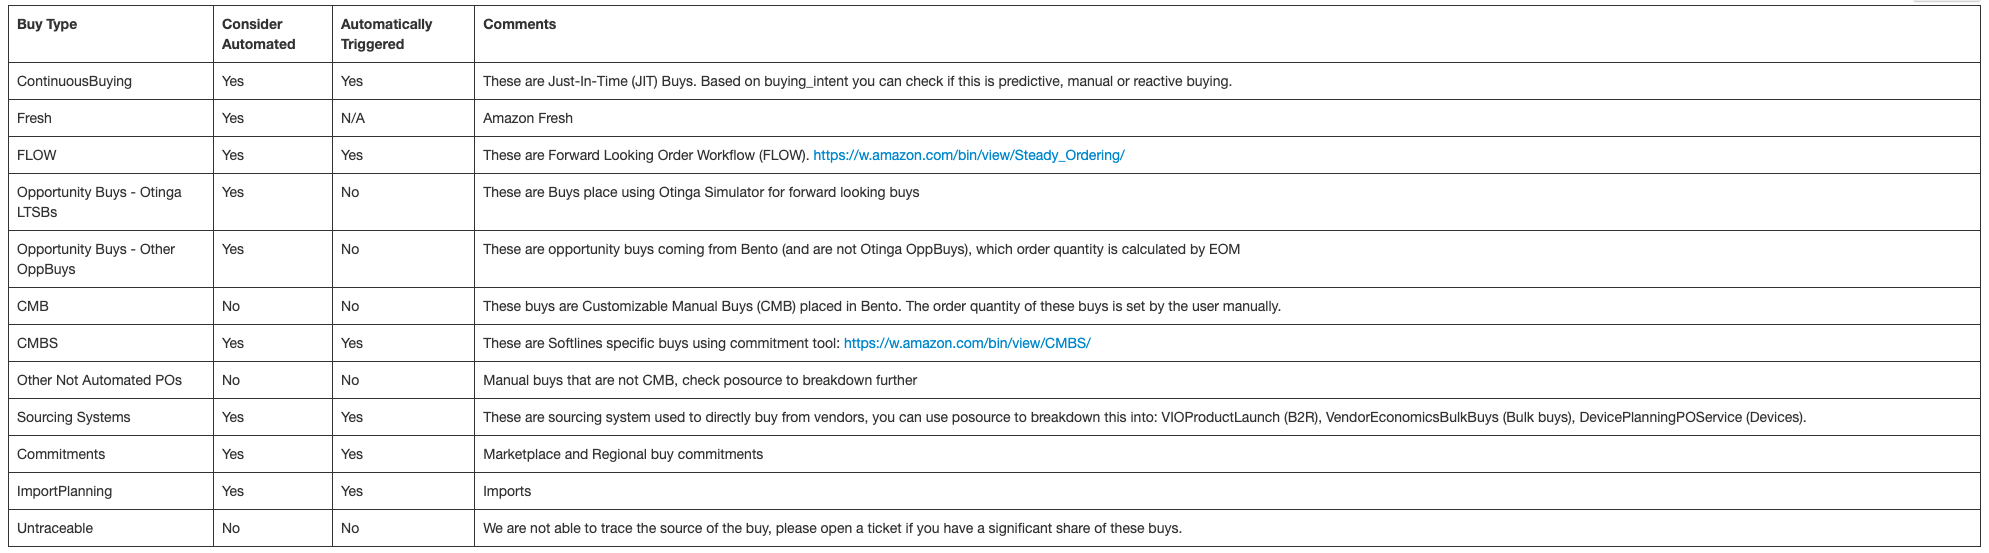 Buy Type Consider Automated Automatically Triggered Comments
ContinuousBuying Yes Yes These are Just-In-Time (JIT) Buys. Based on buying_intent you can check if this is predictive, manual or reactive buying.
Fresh Yes N/A Amazon Fresh
FLOW Yes Yes These are Forward Looking Order Workflow (FLOW). https://w.amazon.com/bin/view/Steady_Ordering/
Opportunity Buys - Otinga LTSBs Yes No These are Buys place using Otinga Simulator for forward looking buys
Opportunity Buys - Other OppBuys Yes No These are opportunity buys coming from Bento (and are not Otinga OppBuys), which order quantity is calculated by EOM
CMB No No These buys are Customizable Manual Buys (CMB) placed in Bento. The order quantity of these buys is set by the user manually.
CMBS Yes Yes These are Softlines specific buys using commitment tool: https://w.amazon.com/bin/view/CMBS/
Other Not Automated POs No No Manual buys that are not CMB, check posource to breakdown further
Sourcing Systems Yes Yes These are sourcing system used to directly buy from vendors, you can use posource to breakdown this into: VIOProductLaunch (B2R), VendorEconomicsBulkBuys (Bulk buys), DevicePlanningPOService (Devices).
Commitments Yes Yes Marketplace and Regional buy commitments
ImportPlanning Yes Yes Imports
Untraceable No No We are not able to trace the source of the buy, please open a ticket if you have a significant share of these buys.